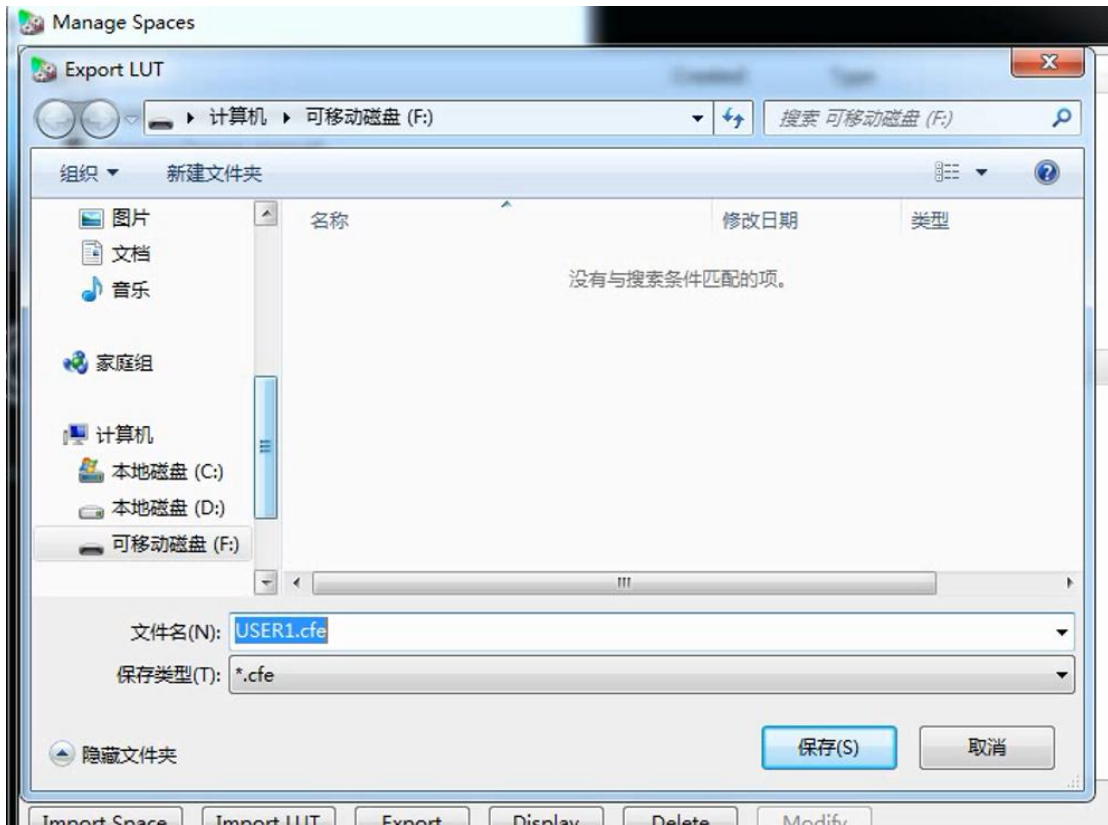 Manage Spaces
Export LUT
Created Type
计算机 可移动磁盘 (F:)
搜索 可移动磁盘 (F:)
组织 新建文件夹
图片
文档
音乐
家庭组
计算机
本地磁盘 (C:)
本地磁盘 (D:)
可移动磁盘 (F:)
名称 修改日期 类型
没有与搜索条件匹配的项。
文件名(N): USER1.cfe
保存类型(T): *.cfe
隐藏文件夹 保存(S) 取消
Import Space Import LUT Export Display Delete Modify